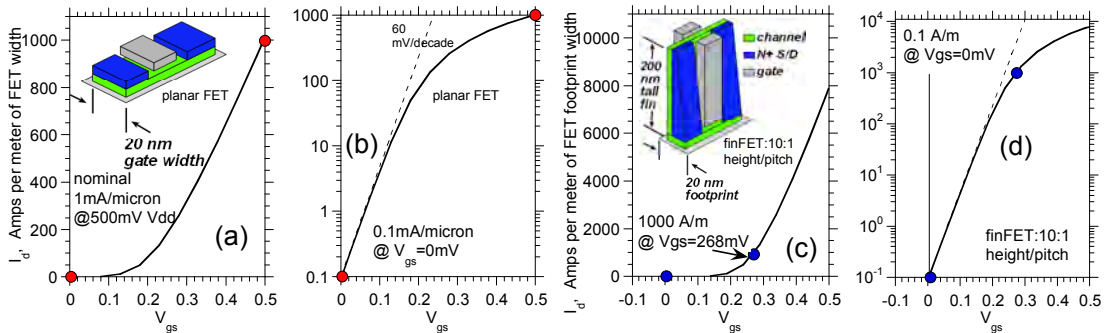 1000
800
600
400
200
0
0
0.1
0.2
0.3
0.4
0.5
I_d, Amps per meter of FET width
V_gs
planar FET
20 nm
gate width
nominal
1mA/micron
@500mV Vdd
(a)
1000
100
10
1
0.1
0.0
0.1
0.2
0.3
0.4
0.5
V_gs
60
mV/decade
planar FET
(b)
0.1mA/micron
@ V_gs=0mV
10000
8000
6000
4000
2000
0
-0.1
0
0.1
0.2
0.3
0.4
0.5
I_d, Amps per meter of FET footprint width
V_gs
channel
N+ S/D
gate
200
nm
tall
fin
finFET:10:1
height/pitch
20 nm
footprint
1000 A/m
@ Vgs=268mV
(c)
10^4
10^3
10^2
10^1
10^0
10^-1
-0.1
0
0.1
0.2
0.3
0.4
0.5
V_gs
0.1 A/m
@ Vgs=0mV
(d)
finFET:10:1
height/pitch